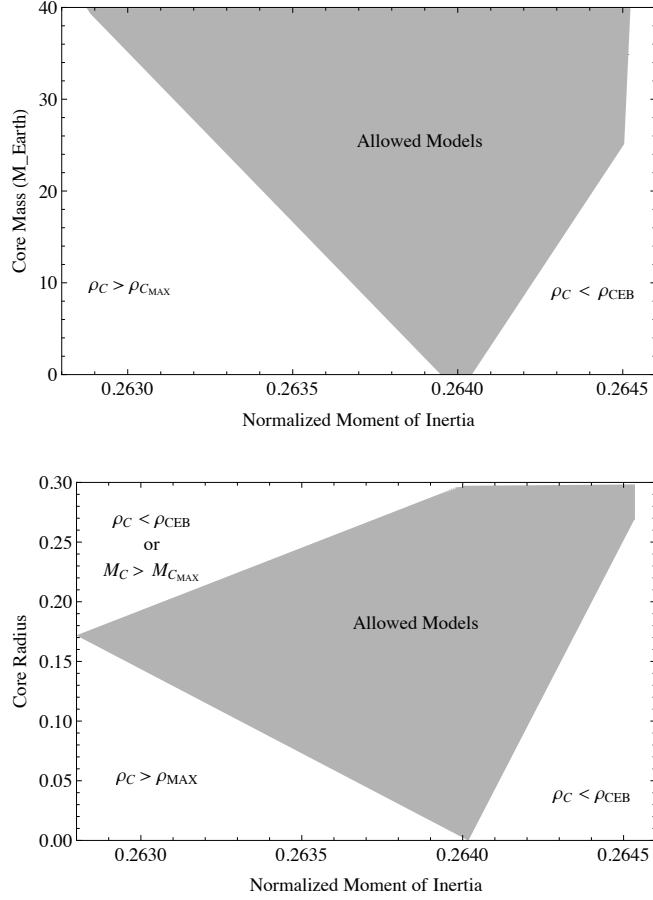 40
30
20
10
0
Core Mass (M_Earth)
Allowed Models
ρC > ρCMAX
ρC < ρCEB
0.2630 0.2635 0.2640 0.2645
Normalized Moment of Inertia
0.30
0.25
0.20
0.15
0.10
0.05
0.00
Core Radius
ρC < ρCEB
or
MC > MCMAX
Allowed Models
ρC > ρMAX
ρC < ρCEB
0.2630 0.2635 0.2640 0.2645
Normalized Moment of Inertia